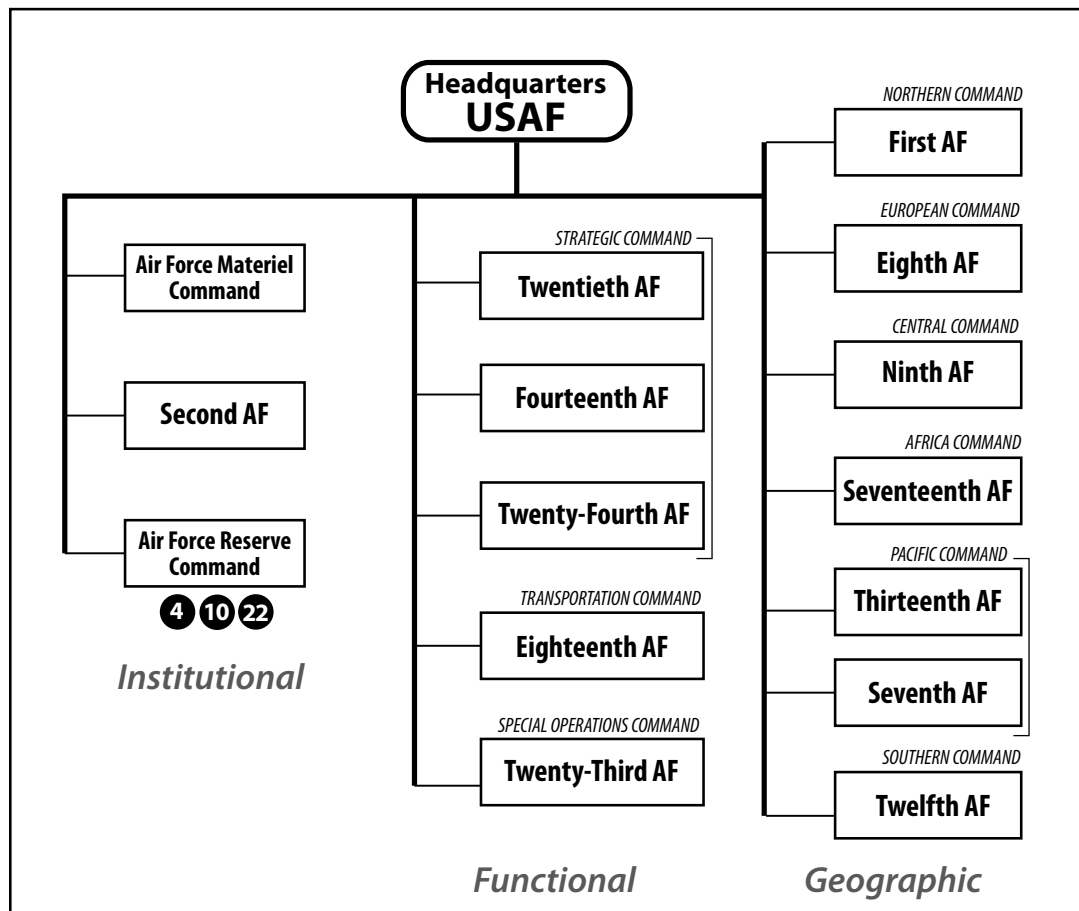 Headquarters
USAF
Air Force Materiel
Command
Second AF
Air Force Reserve
Command
4 10 22
Institutional
STRATEGIC COMMAND
Twentieth AF
Fourteenth AF
Twenty-Fourth AF
TRANSPORTATION COMMAND
Eighteenth AF
SPECIAL OPERATIONS COMMAND
Twenty-Third AF
Functional
NORTHERN COMMAND
First AF
EUROPEAN COMMAND
Eighth AF
CENTRAL COMMAND
Ninth AF
AFRICA COMMAND
Seventeenth AF
PACIFIC COMMAND
Thirteenth AF
Seventh AF
SOUTHERN COMMAND
Twelfth AF
Geographic